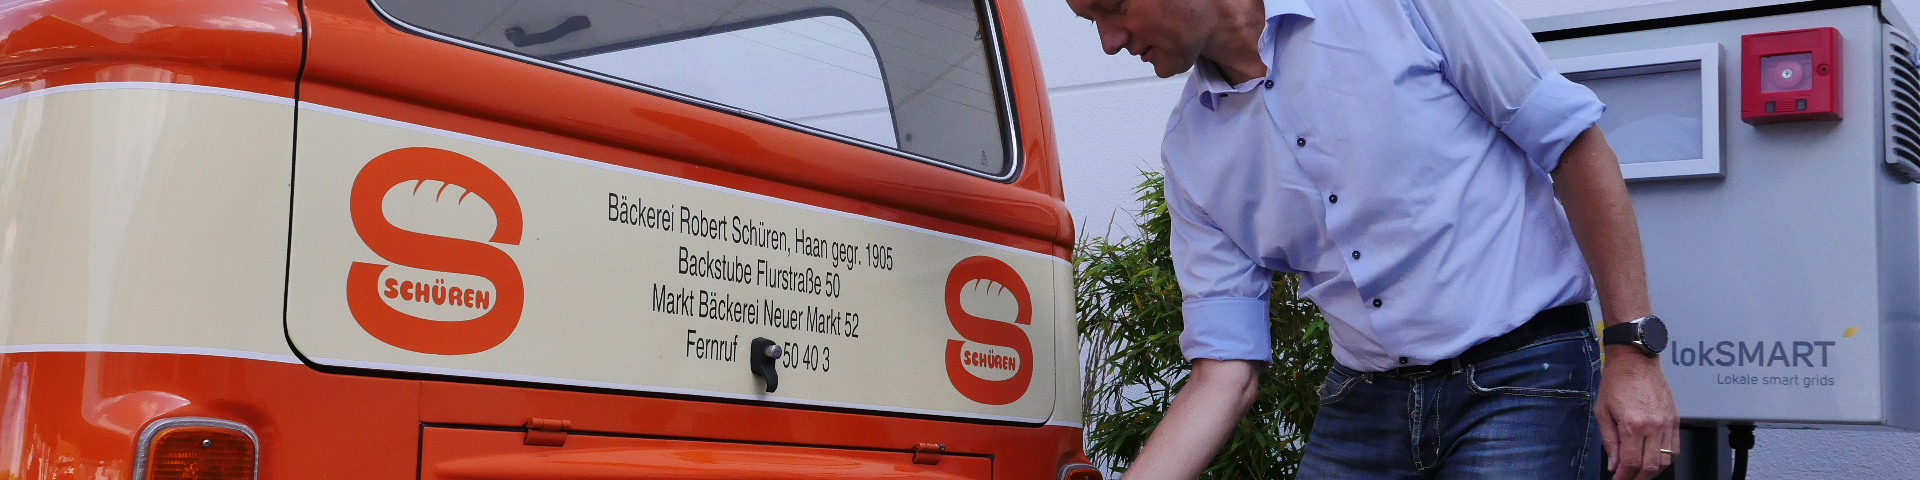 Bäckerei Robert Schüren, Haan gegr. 1905
Backstube Flurstraße 50
Markt Bäckerei Neuer Markt 52
Fernruf 50 40 3
SCHÜREN
SCHÜREN
lokSMART
Lokale smart grids